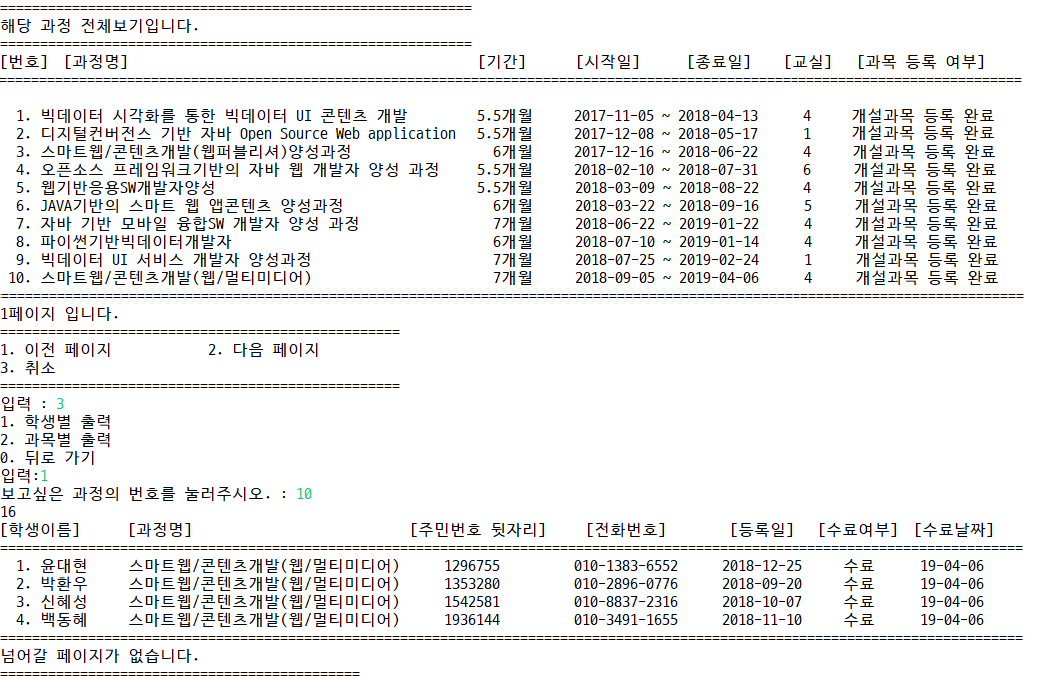 ===========================================================
해당 과정 전체보기입니다.
===========================================================
[번호] [과정명] [기간] [시작일] [종료일] [교실] [과목 등록 여부]
================================================================================================================================
1. 빅데이터 시각화를 통한 빅데이터 UI 콘텐츠 개발 5.5개월 2017-11-05 ~ 2018-04-13 4 개설과목 등록 완료
2. 디지털컨버전스 기반 자바 Open Source Web application 5.5개월 2017-12-08 ~ 2018-05-17 1 개설과목 등록 완료
3. 스마트웹/콘텐츠개발(웹퍼블리셔)양성과정 6개월 2017-12-16 ~ 2018-06-22 4 개설과목 등록 완료
4. 오픈소스 프레임워크기반의 자바 웹 개발자 양성 과정 5.5개월 2018-02-10 ~ 2018-07-31 6 개설과목 등록 완료
5. 웹기반응용SW개발자양성 5.5개월 2018-03-09 ~ 2018-08-22 4 개설과목 등록 완료
6. JAVA기반의 스마트 웹 앱콘텐츠 양성과정 6개월 2018-03-22 ~ 2018-09-16 5 개설과목 등록 완료
7. 자바 기반 모바일 융합SW 개발자 양성 과정 7개월 2018-06-22 ~ 2019-01-22 4 개설과목 등록 완료
8. 파이썬기반빅데이터개발자 6개월 2018-07-10 ~ 2019-01-14 4 개설과목 등록 완료
9. 빅데이터 UI 서비스 개발자 양성과정 7개월 2018-07-25 ~ 2019-02-24 1 개설과목 등록 완료
10. 스마트웹/콘텐츠개발(웹/멀티미디어) 7개월 2018-09-05 ~ 2019-04-06 4 개설과목 등록 완료
================================================================================================================================
1페이지 입니다.
==================================================
1. 이전 페이지 2. 다음 페이지
3. 취소
==================================================
입력 : 3
1. 학생별 출력
2. 과목별 출력
0. 뒤로 가기
입력:1
보고싶은 과정의 번호를 눌러주시오. : 10
16
[학생이름] [과정명] [주민번호 뒷자리] [전화번호] [등록일] [수료여부] [수료날짜]
================================================================================================================================
1. 윤대현 스마트웹/콘텐츠개발(웹/멀티미디어) 1296755 010-1383-6552 2018-12-25 수료 19-04-06
2. 박환우 스마트웹/콘텐츠개발(웹/멀티미디어) 1353280 010-2896-0776 2018-09-20 수료 19-04-06
3. 신혜성 스마트웹/콘텐츠개발(웹/멀티미디어) 1542581 010-8837-2316 2018-10-07 수료 19-04-06
4. 백동혜 스마트웹/콘텐츠개발(웹/멀티미디어) 1936144 010-3491-1655 2018-11-10 수료 19-04-06
================================================================================================================================
넘어갈 페이지가 없습니다.
=============================================